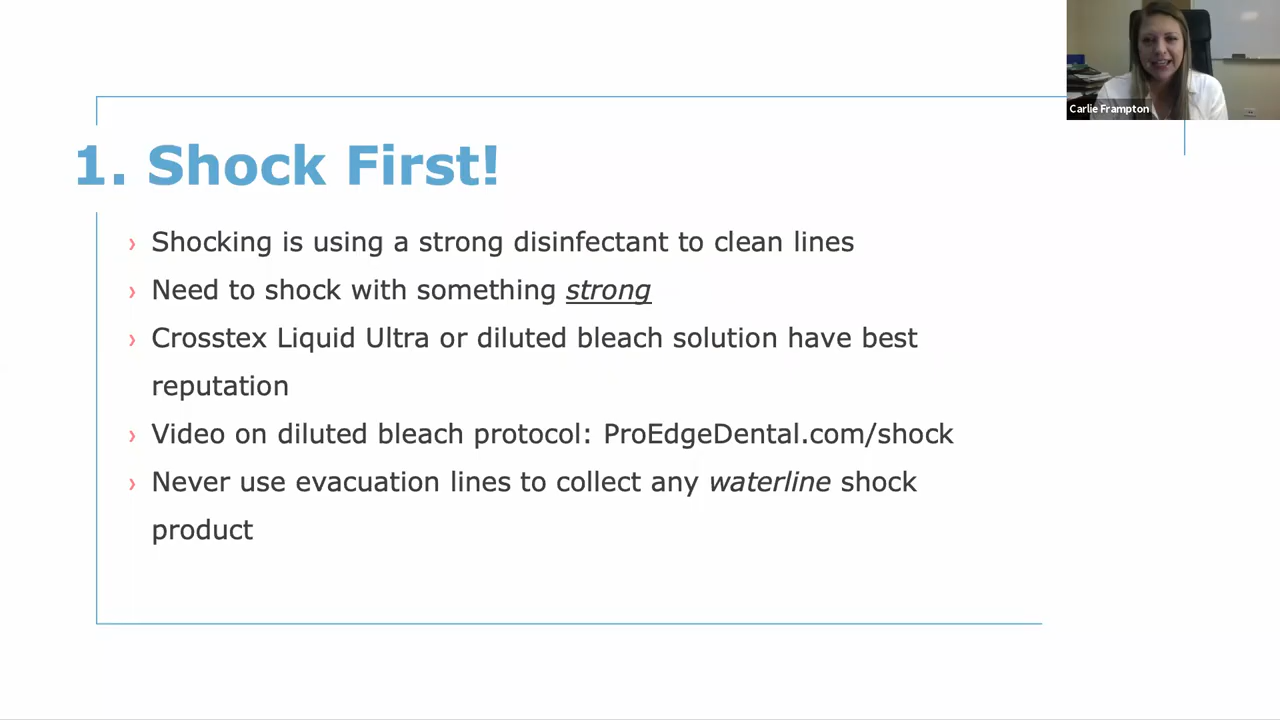 Carlie Frampton
1. Shock First!
› Shocking is using a strong disinfectant to clean lines
› Need to shock with something strong
› Crosstex Liquid Ultra or diluted bleach solution have best
reputation
› Video on diluted bleach protocol: ProEdgeDental.com/shock
› Never use evacuation lines to collect any waterline shock
product